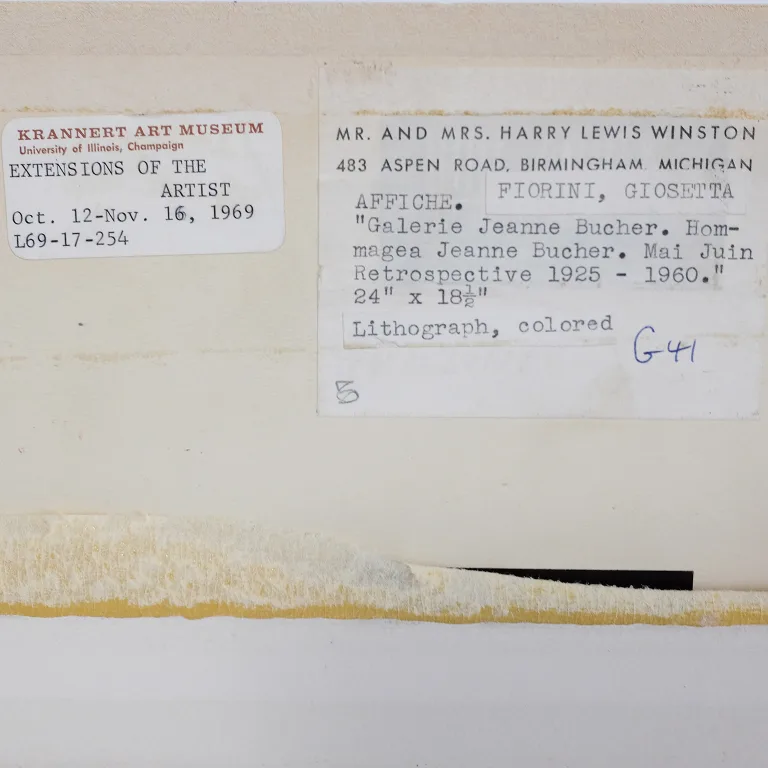 KRANNERT ART MUSEUM
University of Illinois, Champaign
EXTENSIONS OF THE
ARTIST
Oct. 12-Nov. 16, 1969
L69-17-254
MR. AND MRS. HARRY LEWIS WINSTON
483 ASPEN ROAD, BIRMINGHAM, MICHIGAN
AFFICHE. FIORINI, GIOSETTA
"Galerie Jeanne Bucher. Hom-
magea Jeanne Bucher. Mai Juin
Retrospective 1925 - 1960."
24" x 18½"
Lithograph, colored
G-41